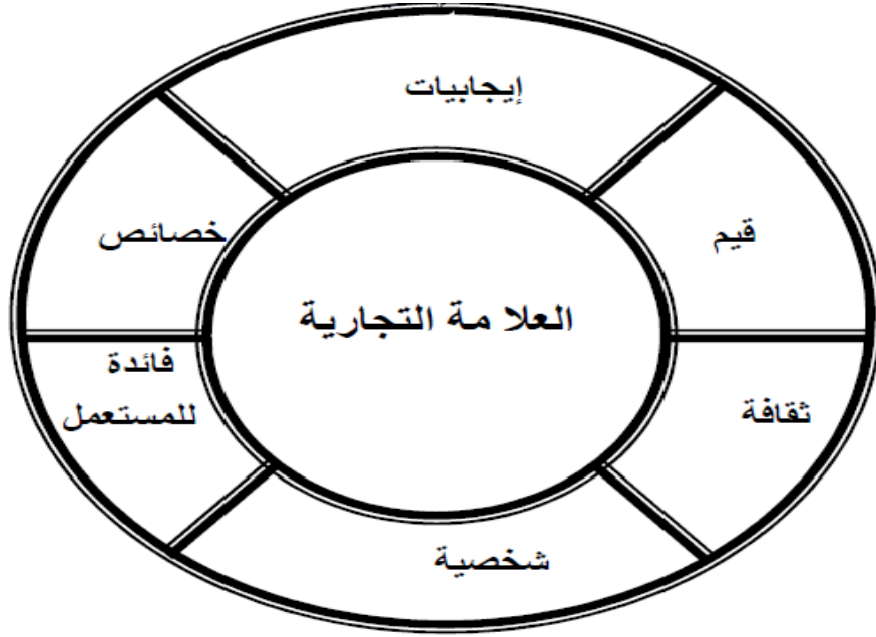 إيجابيات
قيم
خصائص
العلا مة التجارية
فائدة
للمستعمل
ثقافة
شخصية